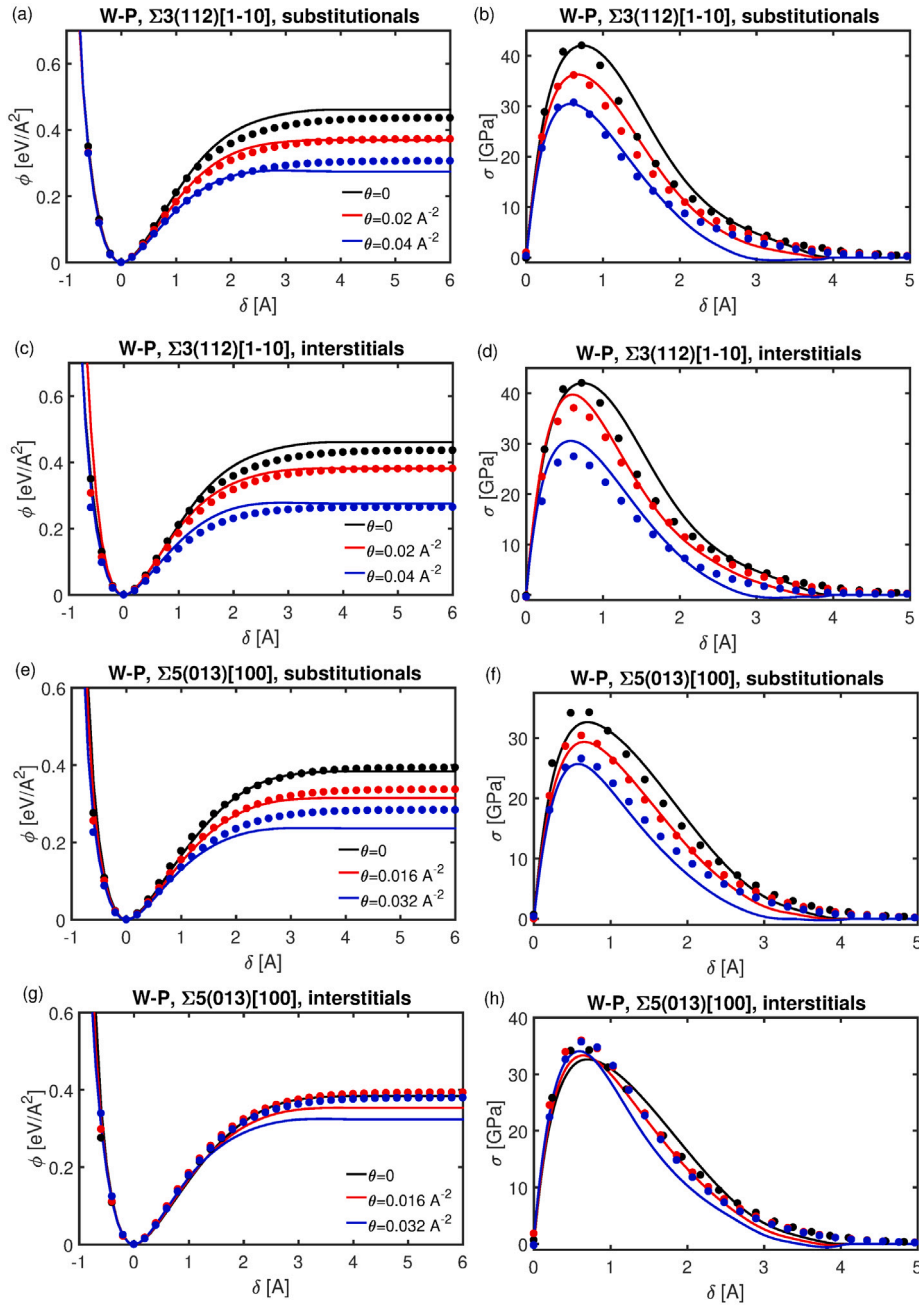 (a)
W-P, Σ3(112)[1-10], substitutionals
0.6
0.4
0.2
0
ϕ [eV/A²]
-1 0 1 2 3 4 5 6
δ [A]
θ=0
θ=0.02 A⁻²
θ=0.04 A⁻²
(b)
W-P, Σ3(112)[1-10], substitutionals
40
30
20
10
0
σ [GPa]
0 1 2 3 4 5
δ [A]
(c)
W-P, Σ3(112)[1-10], interstitials
0.6
0.4
0.2
0
ϕ [eV/A²]
-1 0 1 2 3 4 5 6
δ [A]
θ=0
θ=0.02 A⁻²
θ=0.04 A⁻²
(d)
W-P, Σ3(112)[1-10], interstitials
40
30
20
10
0
σ [GPa]
0 1 2 3 4 5
δ [A]
(e)
W-P, Σ5(013)[100], substitutionals
0.6
0.4
0.2
0
ϕ [eV/A²]
-1 0 1 2 3 4 5 6
δ [A]
θ=0
θ=0.016 A⁻²
θ=0.032 A⁻²
(f)
W-P, Σ5(013)[100], substitutionals
30
20
10
0
σ [GPa]
0 1 2 3 4 5
δ [A]
(g)
W-P, Σ5(013)[100], interstitials
0.6
0.4
0.2
0
ϕ [eV/A²]
-1 0 1 2 3 4 5 6
δ [A]
θ=0
θ=0.016 A⁻²
θ=0.032 A⁻²
(h)
W-P, Σ5(013)[100], interstitials
40
30
20
10
0
σ [GPa]
0 1 2 3 4 5
δ [A]